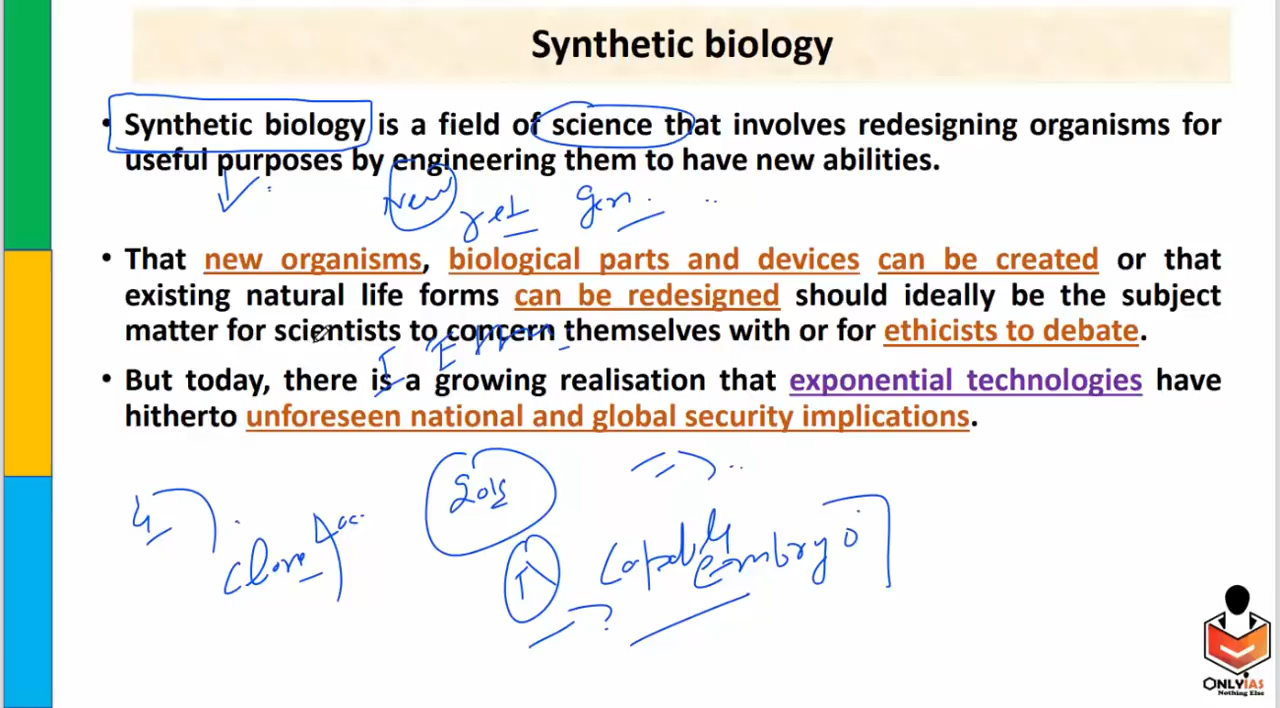 Synthetic biology
• Synthetic biology is a field of science that involves redesigning organisms for
useful purposes by engineering them to have new abilities.
New gen
• That new organisms, biological parts and devices can be created or that
existing natural life forms can be redesigned should ideally be the subject
matter for scientists to concern themselves with or for ethicists to debate.
• But today, there is a growing realisation that exponential technologies have
hitherto unforeseen national and global security implications.
embryo
ONLYIAS
Nothing Else